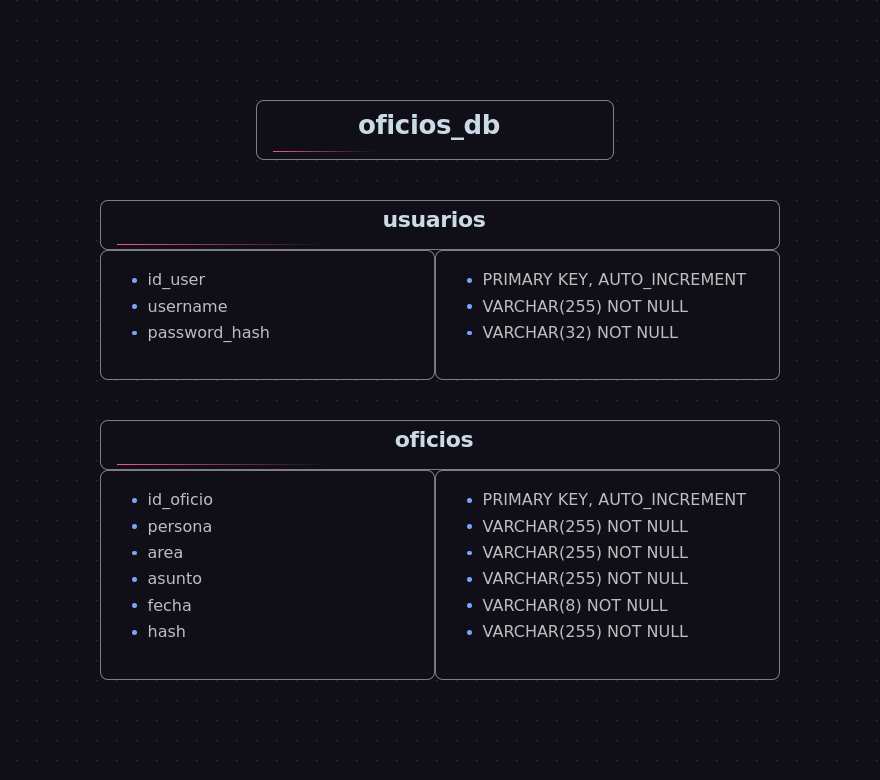 oficios_db
usuarios
id_user
username
password_hash
PRIMARY KEY, AUTO_INCREMENT
VARCHAR(255) NOT NULL
VARCHAR(32) NOT NULL
oficios
id_oficio
persona
area
asunto
fecha
hash
PRIMARY KEY, AUTO_INCREMENT
VARCHAR(255) NOT NULL
VARCHAR(255) NOT NULL
VARCHAR(255) NOT NULL
VARCHAR(8) NOT NULL
VARCHAR(255) NOT NULL